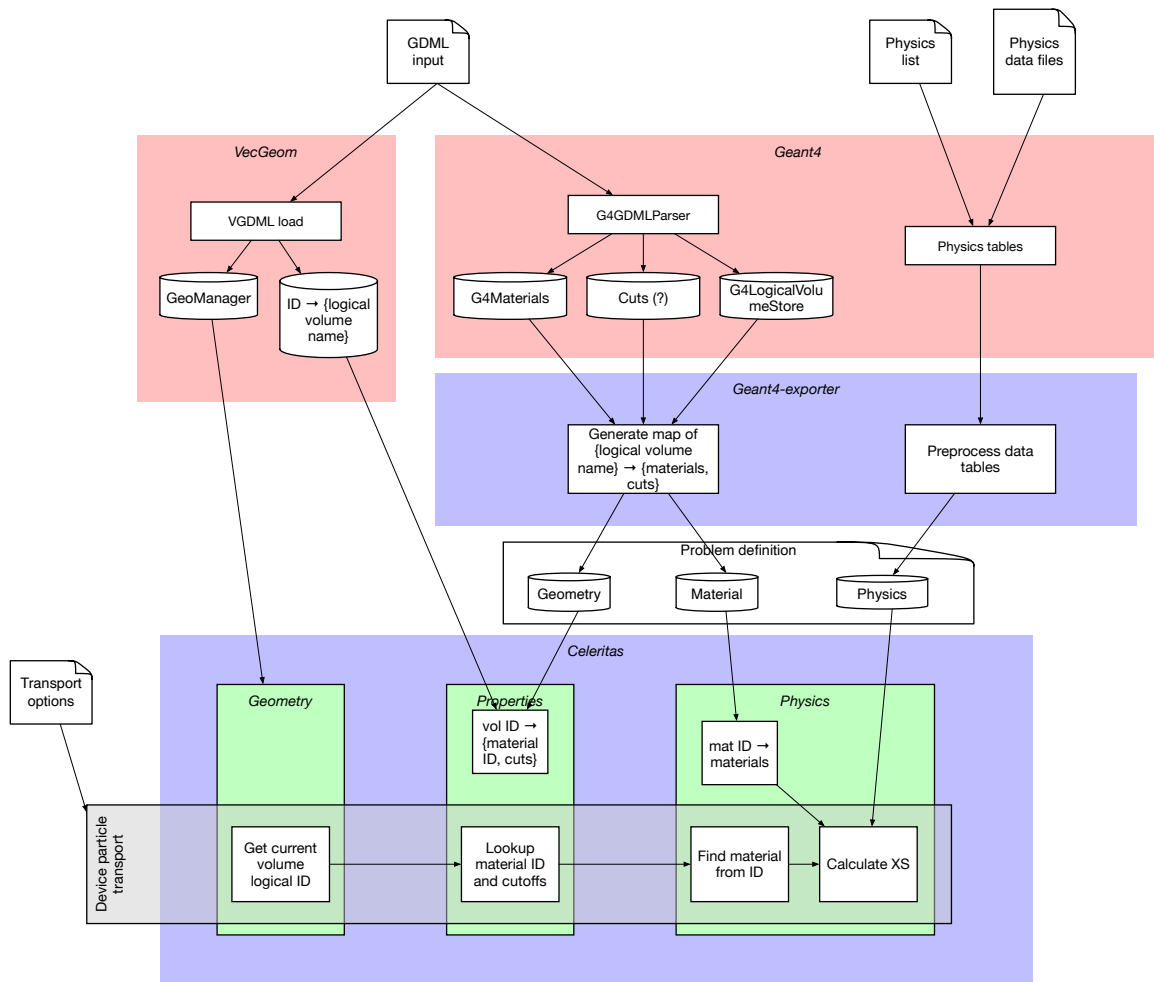 GDML
input
Physics
list
Physics
data files
VecGeom
Geant4
VGDML load
G4GDMLParser
Physics tables
GeoManager
ID → {logical
volume
name}
G4Materials
Cuts (?)
G4LogicalVolu
meStore
Geant4-exporter
Generate map of
{logical volume
name} → {materials,
cuts}
Preprocess data
tables
Problem definition
Geometry
Material
Physics
Celeritas
Transport
options
Geometry
Properties
Physics
vol ID →
{material
ID, cuts}
mat ID →
materials
Device particle
transport
Get current
volume
logical ID
Lookup
material ID
and cutoffs
Find material
from ID
Calculate XS